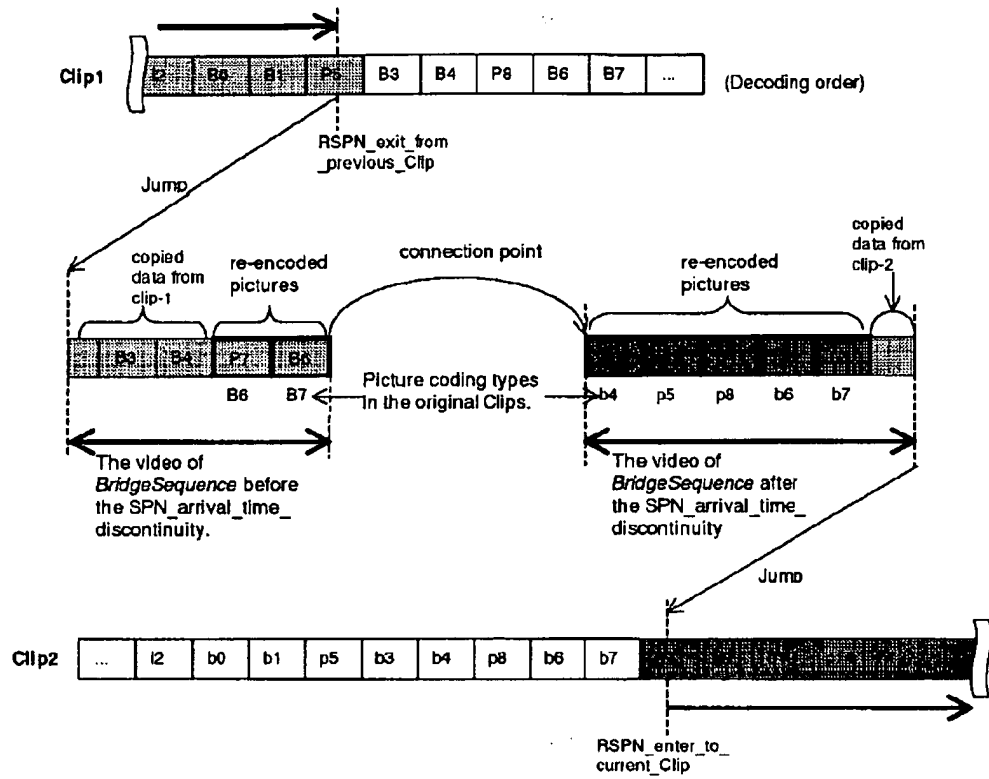 Clip1
I2 B0 B1 P5 B3 B4 P8 B6 B7 ...
(Decoding order)
RSPN_exit_from
_previous_Clip
Jump
copied
data from
clip-1
re-encoded
pictures
connection point
re-encoded
pictures
copied
data from
clip-2
B3 B4 P7 B6
B6 B7
Picture coding types
in the original Clips.
b4 p5 p8 b6 b7
The video of
BridgeSequence before
the SPN_arrival_time_
discontinuity.
The video of
BridgeSequence after
the SPN_arrival_time_
discontinuity
Jump
Clip2
... i2 b0 b1 p5 b3 b4 p8 b6 b7
RSPN_enter_to_
current_Clip